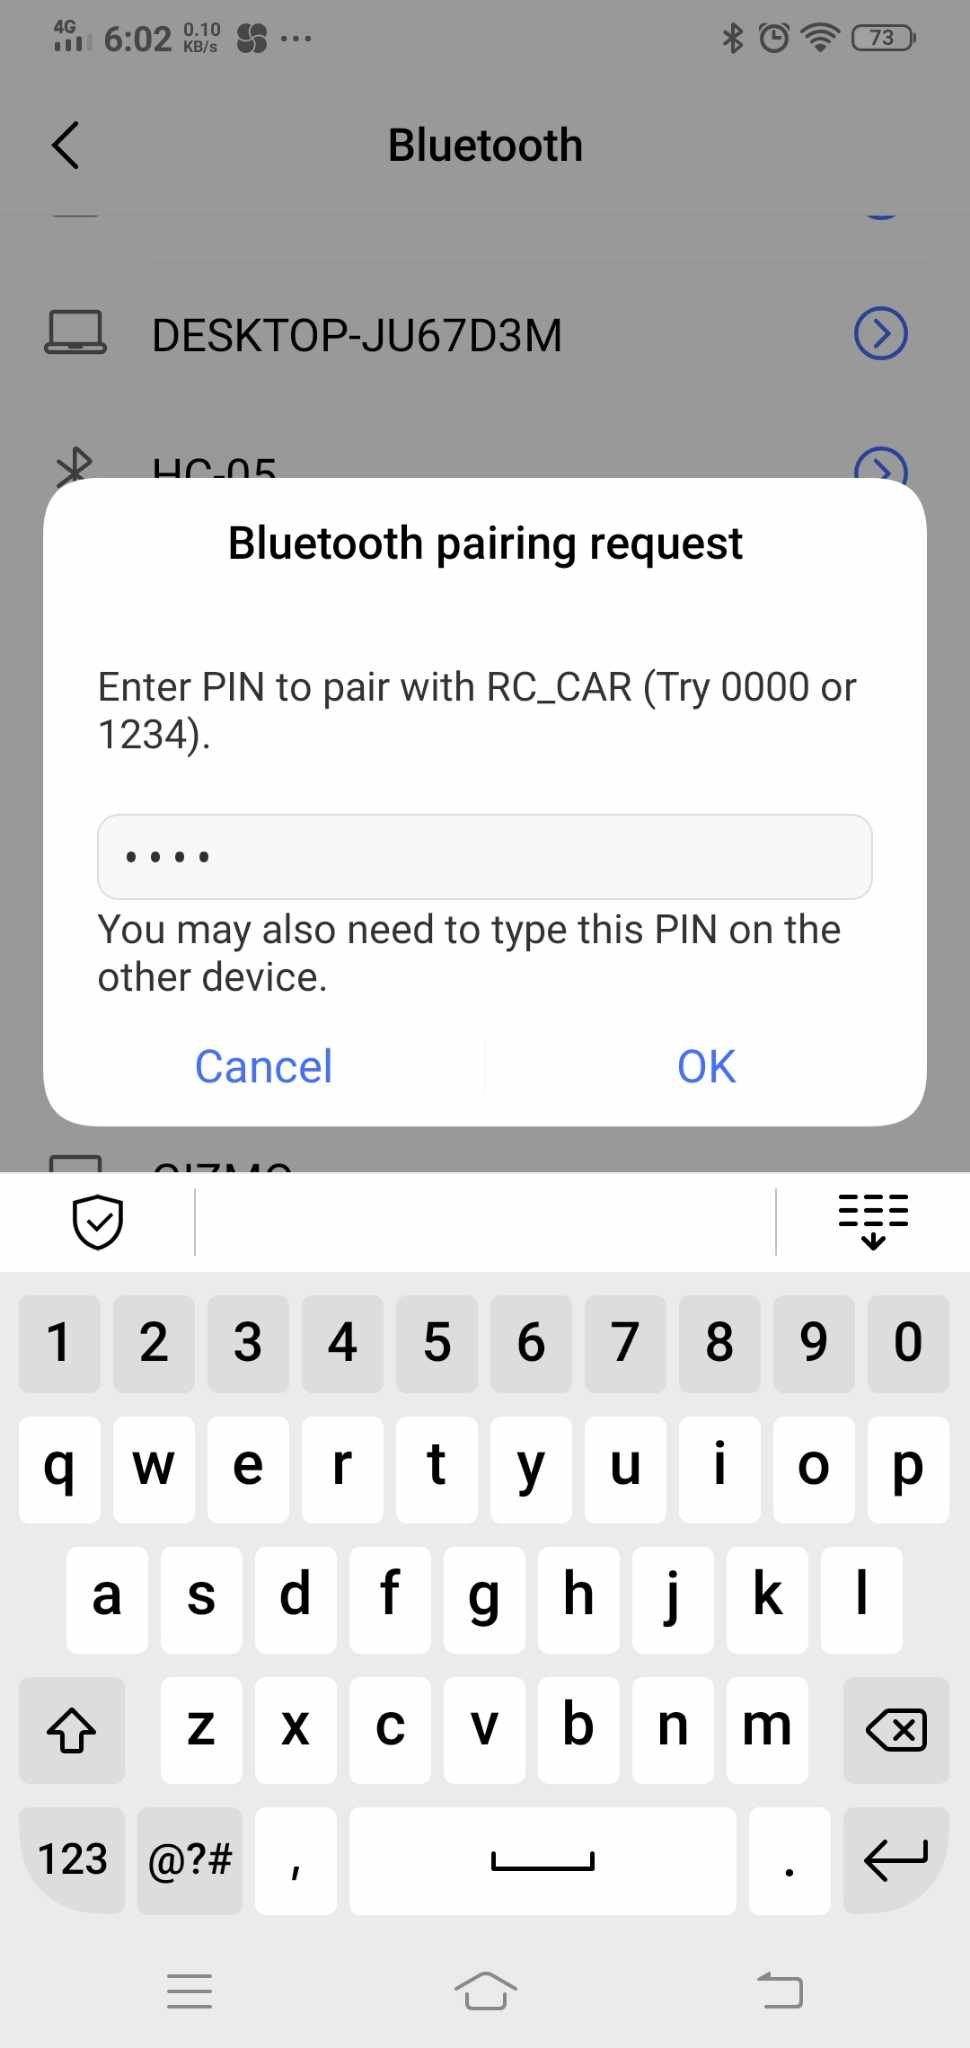 4G
6:02
0.10
KB/s
73
Bluetooth
DESKTOP-JU67D3M
HC-05
Bluetooth pairing request
Enter PIN to pair with RC_CAR (Try 0000 or
1234).
••••
You may also need to type this PIN on the
other device.
Cancel
OK
1 2 3 4 5 6 7 8 9 0
q w e r t y u i o p
a s d f g h j k l
z x c v b n m
123 @?# , .